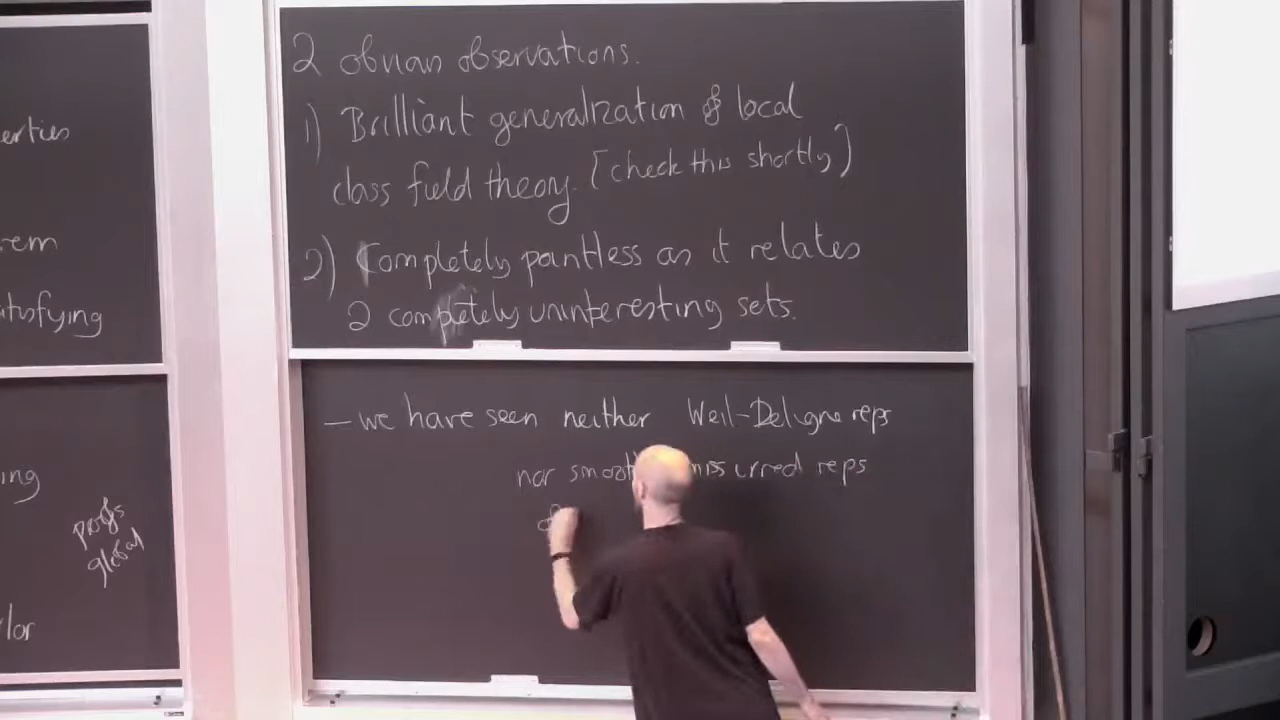 erties
rem
itisfying
ing
proofs
global
lor
2 obvian observations.
1) Brilliant generalization of local
class field theory. [check this shortly]
2) Completely pointless as it relates
2 completely uninteresting sets.
- we have seen neither Weil-Deligne reps
nor smooth irred reps